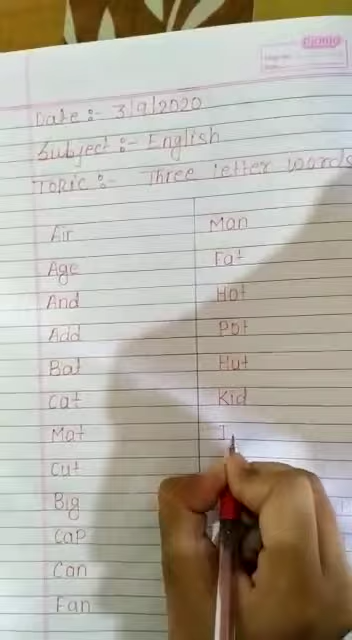 Date :- 3/9/2020
Subject :- English
Topic :- Three letter words
Air
Age
And
Add
Bat
Cat
Mat
Cut
Big
Cap
Can
Fan
Man
Fat
Hot
Pot
Hut
Kid
I